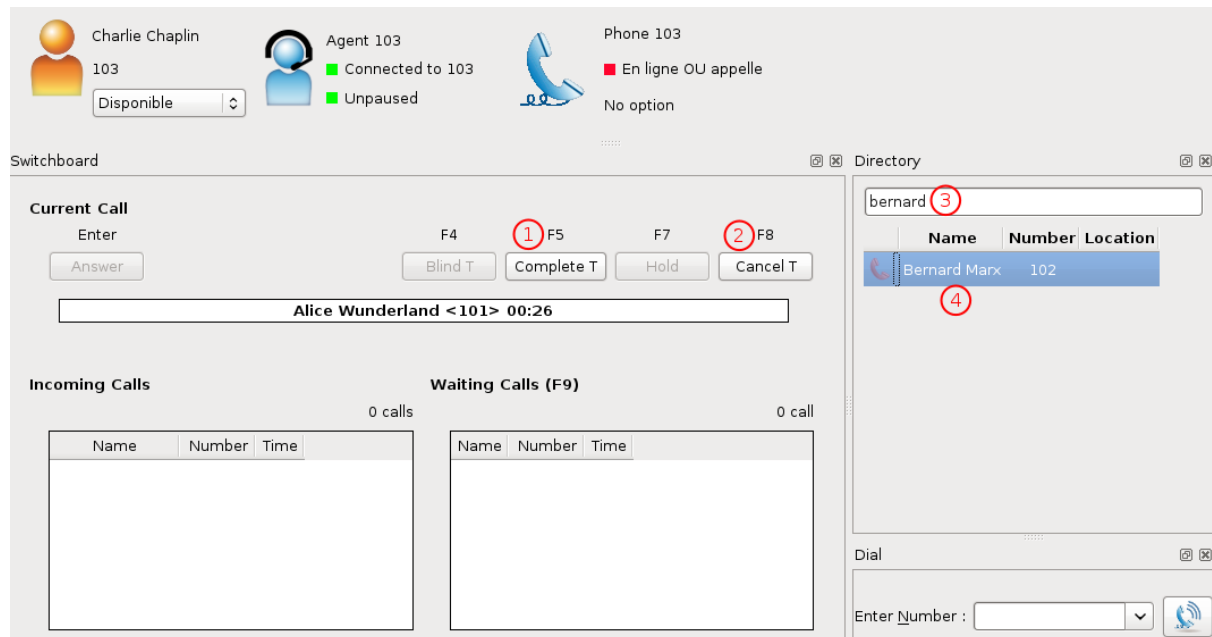 Charlie Chaplin
103
Disponible
Agent 103
Connected to 103
Unpaused
Phone 103
En ligne OU appelle
No option
Switchboard
Current Call
Enter F4 1 F5 F7 2 F8
Answer Blind T Complete T Hold Cancel T
Alice Wunderland <101> 00:26
Incoming Calls
0 calls
Name Number Time
Waiting Calls (F9)
0 call
Name Number Time
Directory
bernard 3
Name Number Location
Bernard Marx 102
4
Dial
Enter Number :